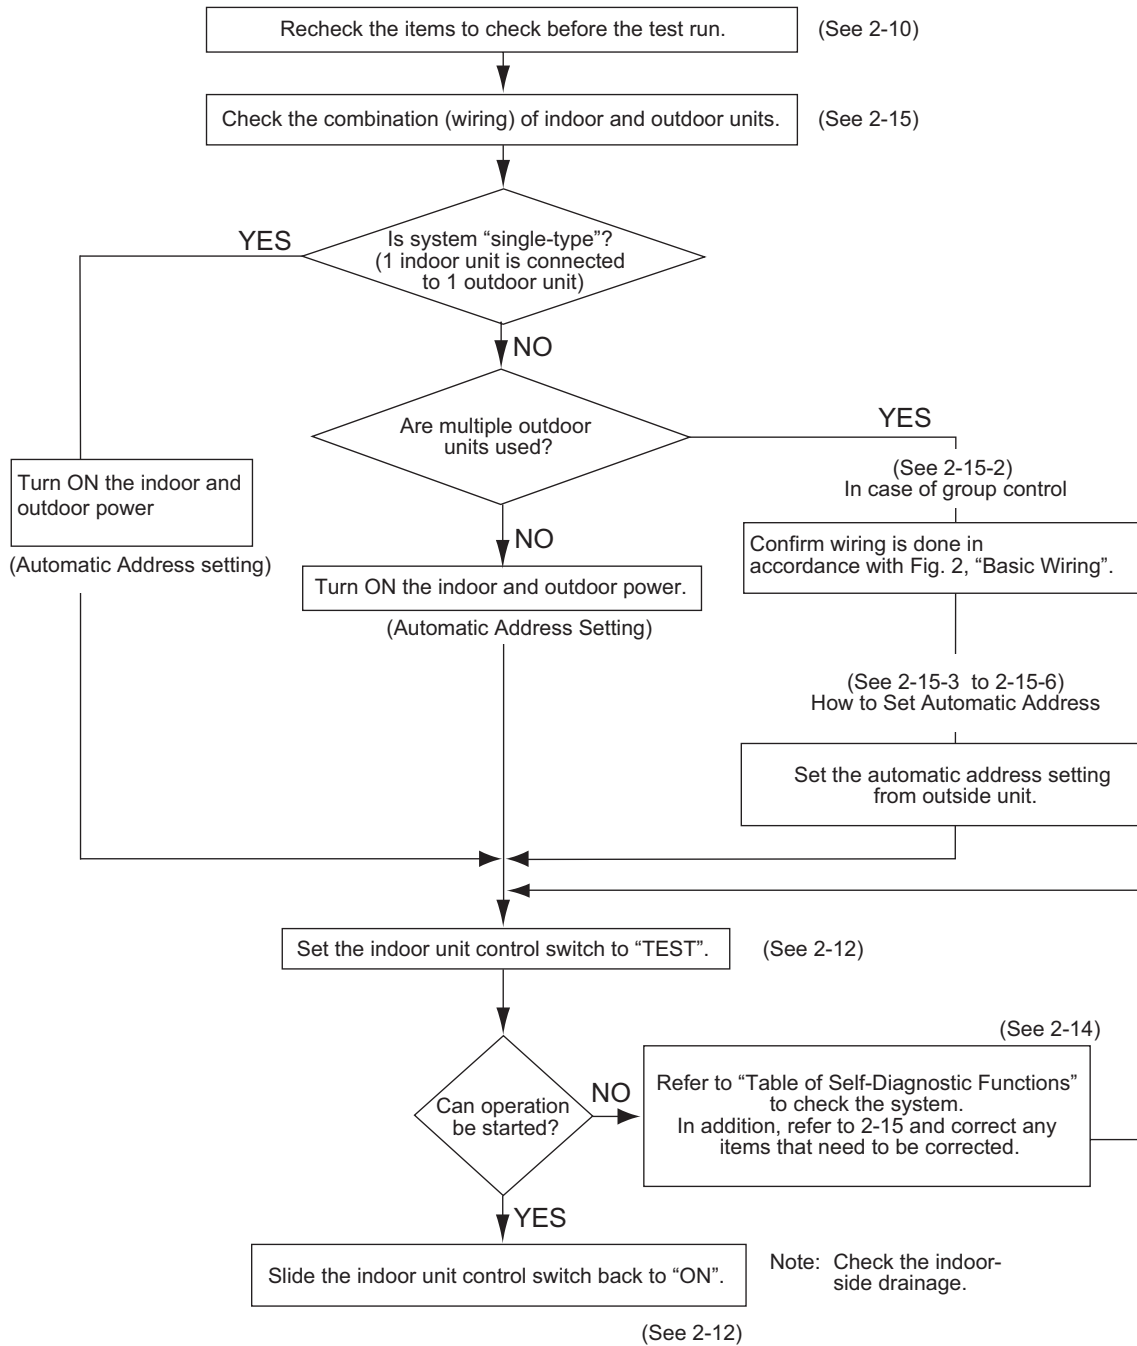 Recheck the items to check before the test run.
(See 2-10)
Check the combination (wiring) of indoor and outdoor units.
(See 2-15)
YES
Is system “single-type”?
(1 indoor unit is connected
to 1 outdoor unit)
NO
Are multiple outdoor
units used?
YES
(See 2-15-2)
In case of group control
Turn ON the indoor and
outdoor power
(Automatic Address setting)
NO
Confirm wiring is done in
accordance with Fig. 2, “Basic Wiring”.
Turn ON the indoor and outdoor power.
(Automatic Address Setting)
(See 2-15-3 to 2-15-6)
How to Set Automatic Address
Set the automatic address setting
from outside unit.
Set the indoor unit control switch to “TEST”.
(See 2-12)
(See 2-14)
Can operation
be started?
NO
Refer to “Table of Self-Diagnostic Functions”
to check the system.
In addition, refer to 2-15 and correct any
items that need to be corrected.
YES
Slide the indoor unit control switch back to “ON”.
Note: Check the indoor-
side drainage.
(See 2-12)